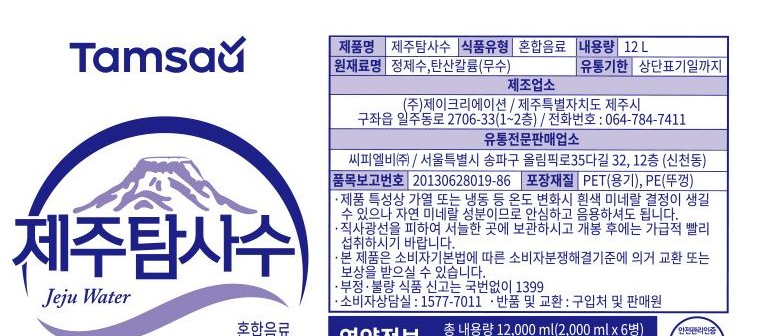 Tamsaú
제주탐사수
Jeju Water
혼합음료
제품명 제주탐사수 식품유형 혼합음료 내용량 12 L
원재료명 정제수,탄산칼륨(무수) 유통기한 상단표기일까지
제조업소
(주)제이크리에이션 / 제주특별자치도 제주시
구좌읍 일주동로 2706-33(1~2층) / 전화번호 : 064-784-7411
유통전문판매업소
씨피엘비㈜ / 서울특별시 송파구 올림픽로35다길 32, 12층 (신천동)
품목보고번호 20130628019-86 포장재질 PET(용기), PE(뚜껑)
·제품 특성상 가열 또는 냉동 등 온도 변화시 흰색 미네랄 결정이 생길
수 있으나 자연 미네랄 성분이므로 안심하고 음용하셔도 됩니다.
·직사광선을 피하여 서늘한 곳에 보관하시고 개봉 후에는 가급적 빨리
섭취하시기 바랍니다.
·본 제품은 소비자기본법에 따른 소비자분쟁해결기준에 의거 교환 또는
보상을 받으실 수 있습니다.
·부정·불량 식품 신고는 국번없이 1399
·소비자상담실 : 1577-7011 ·반품 및 교환 : 구입처 및 판매원
영양정보 총 내용량 12,000 ml(2,000 ml x 6병)
안전관리인증